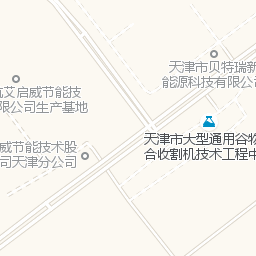 天津市贝特瑞新
能源科技有限公
艾启威节能技
限公司生产基地
天津市大型通用谷物
合收割机技术工程中
威节能技术股
司天津分公司